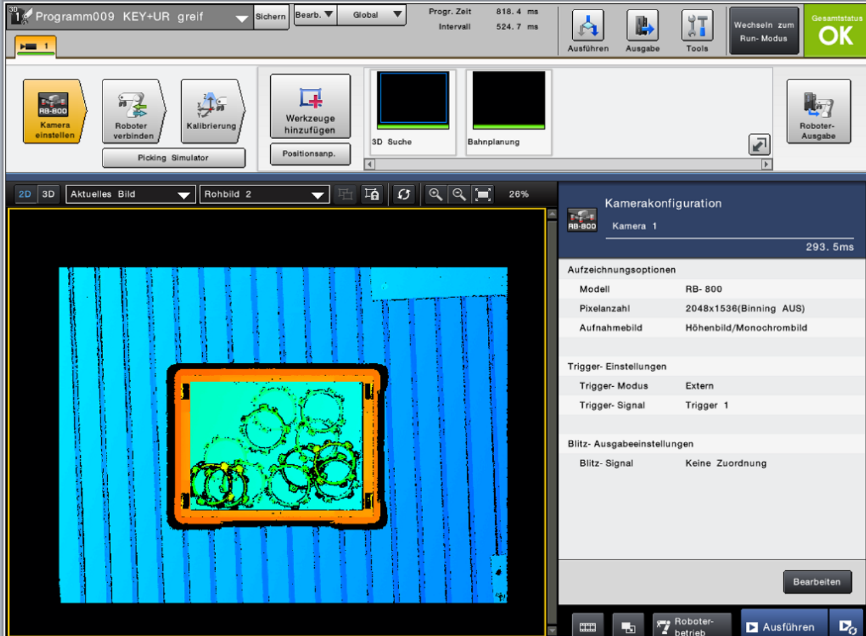 3D
Programm009 KEY+UR greif
Sichern
Bearb.
Global
Progr. Zeit 818.4 ms
Intervall 524.7 ms
Ausführen
Ausgabe
Tools
Wechseln zum
Run- Modus
Gesamtstatus
OK
1
RB-800
Kamera
einstellen
Roboter
verbinden
Kalibrierung
Picking Simulator
Werkzeuge
hinzufügen
Positionsanp.
3D Suche
Bahnplanung
Roboter-
Ausgabe
2D 3D Aktuelles Bild Rohbild 2 26%
RB-800
Kamerakonfiguration
Kamera 1
293.5ms
Aufzeichnungsoptionen
Modell RB- 800
Pixelanzahl 2048x1536(Binning AUS)
Aufnahmebild Höhenbild/Monochrombild
Trigger- Einstellungen
Trigger- Modus Extern
Trigger- Signal Trigger 1
Blitz- Ausgabeeinstellungen
Blitz- Signal Keine Zuordnung
Bearbeiten
Roboter-
betrieb
Ausführen